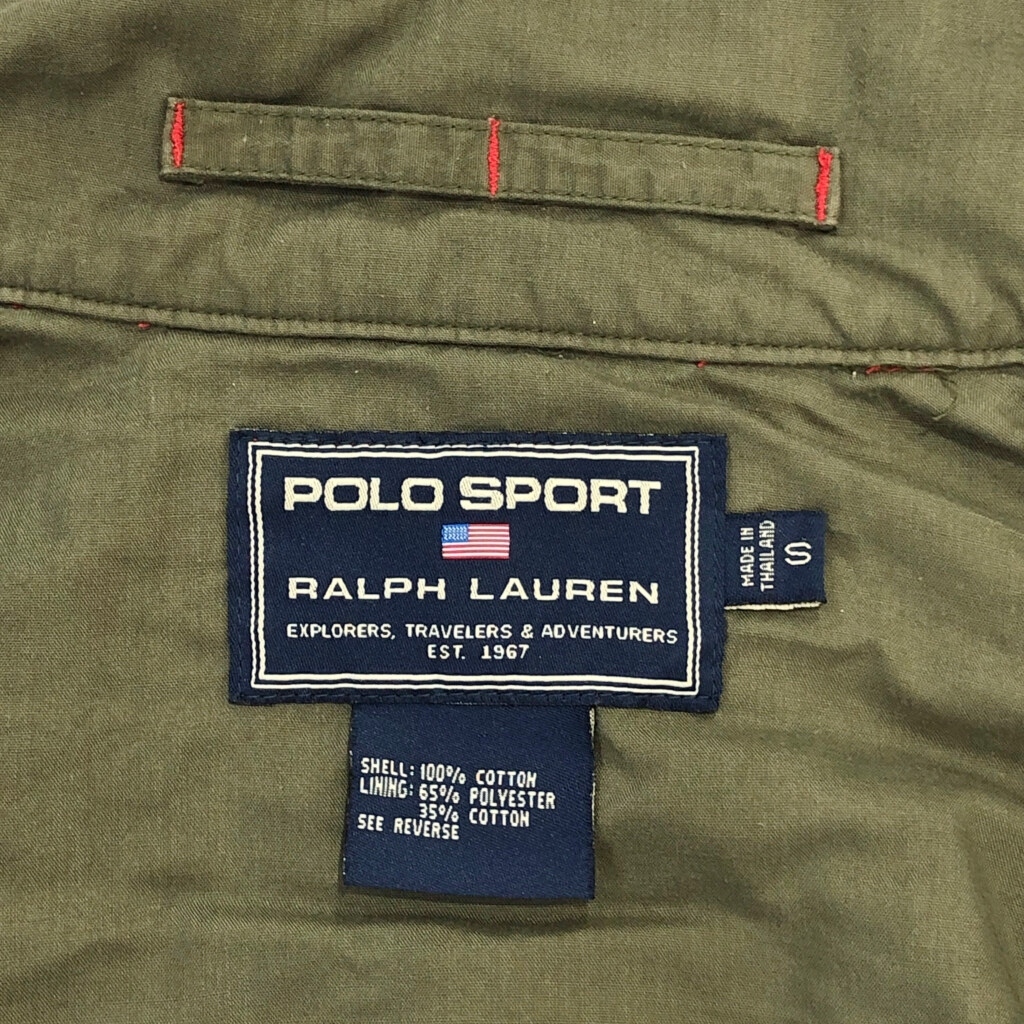 POLO SPORT
RALPH LAUREN
EXPLORERS, TRAVELERS & ADVENTURERS
EST. 1967
MADE IN
THAILAND
S
SHELL: 100% COTTON
LINING: 65% POLYESTER
35% COTTON
SEE REVERSE